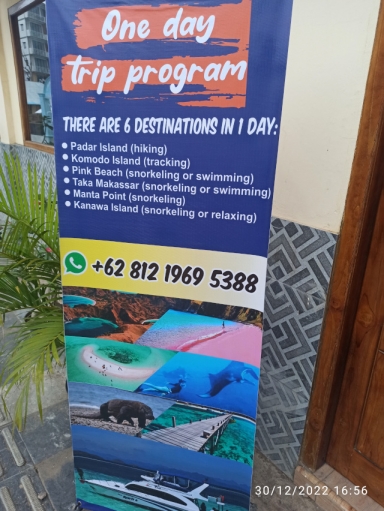 One day
trip program
THERE ARE 6 DESTINATIONS IN 1 DAY:
• Padar Island (hiking)
• Komodo Island (tracking)
• Pink Beach (snorkeling or swimming)
• Taka Makassar (snorkeling or swimming)
• Manta Point (snorkeling)
• Kanawa Island (snorkeling or relaxing)
+62 812 1969 5388
30/12/2022 16:56